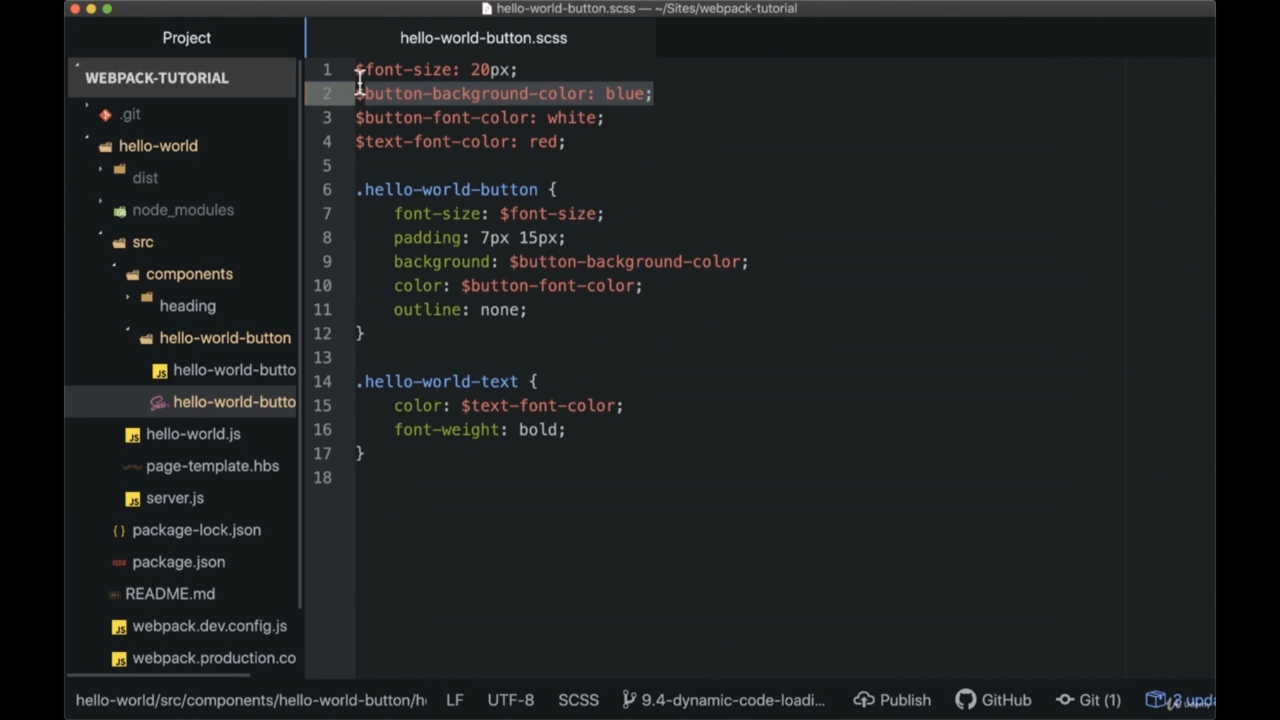 hello-world-button.scss — ~/Sites/webpack-tutorial
Project
hello-world-button.scss
WEBPACK-TUTORIAL
.git
hello-world
dist
node_modules
src
components
heading
hello-world-button
hello-world-butto
hello-world-butto
hello-world.js
page-template.hbs
server.js
package-lock.json
package.json
README.md
webpack.dev.config.js
webpack.production.co
1 $font-size: 20px;
2 $button-background-color: blue;
3 $button-font-color: white;
4 $text-font-color: red;
5
6 .hello-world-button {
7 font-size: $font-size;
8 padding: 7px 15px;
9 background: $button-background-color;
10 color: $button-font-color;
11 outline: none;
12 }
13
14 .hello-world-text {
15 color: $text-font-color;
16 font-weight: bold;
17 }
18
hello-world/src/components/hello-world-button/h LF UTF-8 SCSS 9.4-dynamic-code-loadi... Publish GitHub Git (1)